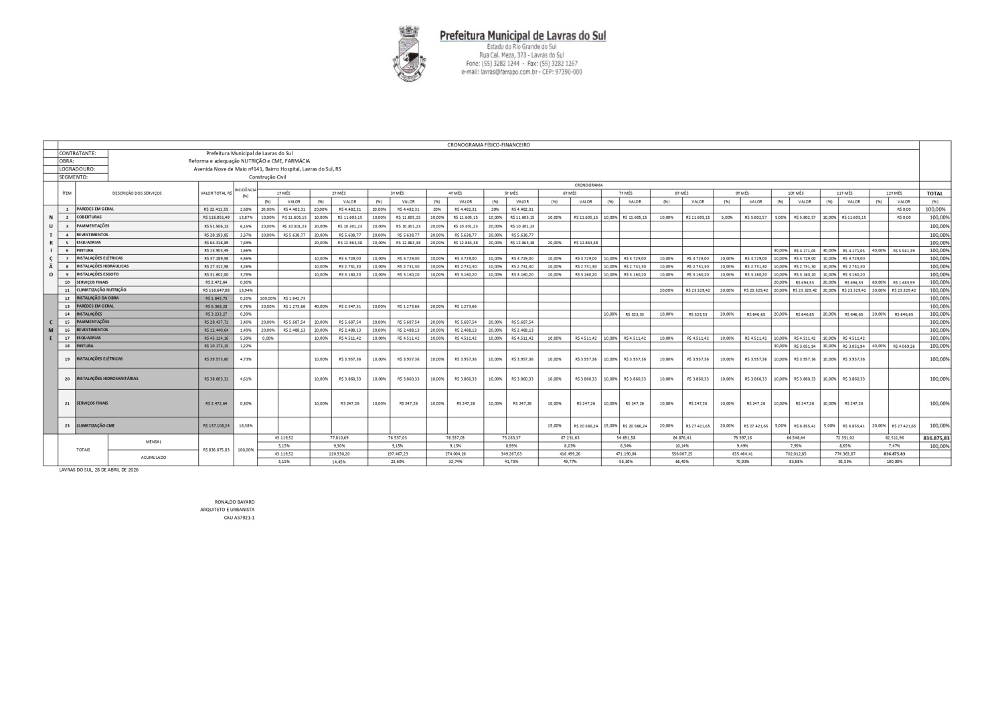 Prefeitura Municipal de Lavras do Sul
Estado do Rio Grande do Sul
Rua Cel. Meza, 373 - Lavras do Sul
Fone: (55) 3282 1244 - Fax: (55) 3282 1267
e-mail: lavras@farrapo.com.br - CEP: 97390-000
CRONOGRAMA FÍSICO-FINANCEIRO
CONTRATANTE: Prefeitura Municipal de Lavras do Sul
OBRA: Reforma e adequação NUTRIÇÃO e CME, FARMÁCIA
LOGRADOURO: Avenida Nove de Maio nº141, Bairro Hospital, Lavras do Sul, RS
SEGMENTO: Construção Civil
ÍTEM DESCRIÇÃO DOS SERVIÇOS VALOR TOTAL R$ INCIDÊNCIA (%) CRONOGRAMA
1º MÊS 2º MÊS 3º MÊS 4º MÊS 5º MÊS 6º MÊS 7º MÊS 8º MÊS 9º MÊS 10º MÊS 11º MÊS 12º MÊS TOTAL
(%) VALOR (%) VALOR (%) VALOR (%) VALOR (%) VALOR (%) VALOR (%) VALOR (%) VALOR (%) VALOR (%) VALOR (%) VALOR (%) VALOR (%)
NUTRIÇÃO
1 PAREDES EM GERAL R$ 22.411,55 2,68% 20,00% R$ 4.482,31 20,00% R$ 4.482,31 20,00% R$ 4.482,31 20% R$ 4.482,31 20% R$ 4.482,31 R$ 0,00 100,00%
2 COBERTURAS R$ 116.051,49 13,87% 10,00% R$ 11.605,15 10,00% R$ 11.605,15 10,00% R$ 11.605,15 10,00% R$ 11.605,15 10,00% R$ 11.605,15 10,00% R$ 11.605,15 10,00% R$ 11.605,15 10,00% R$ 11.605,15 5,00% R$ 5.802,57 5,00% R$ 5.802,57 10,00% R$ 11.605,15 R$ 0,00 100,00%
3 PAVIMENTAÇÕES R$ 51.506,13 6,15% 20,00% R$ 10.301,23 20,00% R$ 10.301,23 20,00% R$ 10.301,23 20,00% R$ 10.301,23 20,00% R$ 10.301,23 100,00%
4 REVESTIMENTOS R$ 28.193,85 3,37% 20,00% R$ 5.638,77 20,00% R$ 5.638,77 20,00% R$ 5.638,77 20,00% R$ 5.638,77 20,00% R$ 5.638,77 100,00%
5 ESQUADRIAS R$ 64.316,89 7,69% 20,00% R$ 12.863,38 20,00% R$ 12.863,38 20,00% R$ 12.863,38 20,00% R$ 12.863,38 20,00% R$ 12.863,38 100,00%
6 PINTURA R$ 13.903,49 1,66% 30,00% R$ 4.171,05 30,00% R$ 4.171,05 40,00% R$ 5.561,39 100,00%
7 INSTALAÇÕES ELÉTRICAS R$ 37.289,98 4,46% 10,00% R$ 3.729,00 10,00% R$ 3.729,00 10,00% R$ 3.729,00 10,00% R$ 3.729,00 10,00% R$ 3.729,00 10,00% R$ 3.729,00 10,00% R$ 3.729,00 10,00% R$ 3.729,00 10,00% R$ 3.729,00 10,00% R$ 3.729,00 100,00%
8 INSTALAÇÕES HIDRÁULICAS R$ 27.312,98 3,26% 10,00% R$ 2.731,30 10,00% R$ 2.731,30 10,00% R$ 2.731,30 10,00% R$ 2.731,30 10,00% R$ 2.731,30 10,00% R$ 2.731,30 10,00% R$ 2.731,30 10,00% R$ 2.731,30 10,00% R$ 2.731,30 10,00% R$ 2.731,30 100,00%
9 INSTALAÇÕES ESGOTO R$ 31.602,00 3,78% 10,00% R$ 3.160,20 10,00% R$ 3.160,20 10,00% R$ 3.160,20 10,00% R$ 3.160,20 10,00% R$ 3.160,20 10,00% R$ 3.160,20 10,00% R$ 3.160,20 10,00% R$ 3.160,20 10,00% R$ 3.160,20 10,00% R$ 3.160,20 100,00%
10 SERVIÇOS FINAIS R$ 2.472,64 0,30% 20,00% R$ 494,53 20,00% R$ 494,53 60,00% R$ 1.483,59 100,00%
11 CLIMATIZAÇÃO NUTRIÇÃO R$ 116.647,08 13,94% 20,00% R$ 23.329,42 20,00% R$ 23.329,42 20,00% R$ 23.329,42 20,00% R$ 23.329,42 20,00% R$ 23.329,42 100,00%
CME
12 INSTALAÇÃO DA OBRA R$ 1.642,73 0,20% 100,00% R$ 1.642,73 100,00%
13 PAREDES EM GERAL R$ 6.368,28 0,76% 20,00% R$ 1.273,66 40,00% R$ 2.547,31 20,00% R$ 1.273,66 20,00% R$ 1.273,66 100,00%
14 INSTALAÇÕES R$ 3.233,27 0,39% 10,00% R$ 323,33 10,00% R$ 323,33 20,00% R$ 646,65 20,00% R$ 646,65 20,00% R$ 646,65 20,00% R$ 646,65 100,00%
15 PAVIMENTAÇÕES R$ 28.437,71 3,40% 20,00% R$ 5.687,54 20,00% R$ 5.687,54 20,00% R$ 5.687,54 20,00% R$ 5.687,54 20,00% R$ 5.687,54 100,00%
16 REVESTIMENTOS R$ 12.440,64 1,49% 20,00% R$ 2.488,13 20,00% R$ 2.488,13 20,00% R$ 2.488,13 20,00% R$ 2.488,13 20,00% R$ 2.488,13 100,00%
17 ESQUADRIAS R$ 45.114,16 5,39% 0,00% 10,00% R$ 4.511,42 10,00% R$ 4.511,42 10,00% R$ 4.511,42 10,00% R$ 4.511,42 10,00% R$ 4.511,42 10,00% R$ 4.511,42 10,00% R$ 4.511,42 10,00% R$ 4.511,42 10,00% R$ 4.511,42 10,00% R$ 4.511,42 100,00%
18 PINTURA R$ 10.173,15 1,22% 30,00% R$ 3.051,94 30,00% R$ 3.051,94 40,00% R$ 4.069,26 100,00%
19 INSTALAÇÕES ELÉTRICAS R$ 39.573,60 4,73% 10,00% R$ 3.957,36 10,00% R$ 3.957,36 10,00% R$ 3.957,36 10,00% R$ 3.957,36 10,00% R$ 3.957,36 10,00% R$ 3.957,36 10,00% R$ 3.957,36 10,00% R$ 3.957,36 10,00% R$ 3.957,36 10,00% R$ 3.957,36 100,00%
20 INSTALAÇÕES HIDROSANITÁRIAS R$ 38.603,31 4,61% 10,00% R$ 3.860,33 10,00% R$ 3.860,33 10,00% R$ 3.860,33 10,00% R$ 3.860,33 10,00% R$ 3.860,33 10,00% R$ 3.860,33 10,00% R$ 3.860,33 10,00% R$ 3.860,33 10,00% R$ 3.860,33 10,00% R$ 3.860,33 100,00%
21 SERVIÇOS FINAIS R$ 2.472,64 0,30% 10,00% R$ 247,26 10,00% R$ 247,26 10,00% R$ 247,26 10,00% R$ 247,26 10,00% R$ 247,26 10,00% R$ 247,26 10,00% R$ 247,26 10,00% R$ 247,26 10,00% R$ 247,26 10,00% R$ 247,26 100,00%
23 CLIMATIZAÇÃO CME R$ 137.108,24 16,38% 15,00% R$ 20.566,24 15,00% R$ 20.566,24 20,00% R$ 27.421,65 20,00% R$ 27.421,65 5,00% R$ 6.855,41 5,00% R$ 6.855,41 20,00% R$ 27.421,65 100,00%
TOTAIS MENSAL R$ 836.875,83 100,00% 43.119,52 77.810,69 76.537,03 76.537,03 75.263,37 67.231,63 54.691,58 84.876,41 79.397,16 66.548,44 72.351,02 62.511,96 836.875,83
5,15% 9,30% 9,15% 9,15% 8,99% 8,03% 6,54% 10,14% 9,49% 7,95% 8,65% 7,47% 100,00%
ACUMULADO 43.119,52 120.930,20 197.467,23 274.004,26 349.267,63 416.499,26 471.190,84 556.067,25 635.464,41 702.012,85 774.363,87 836.875,83
5,15% 14,45% 23,60% 32,74% 41,73% 49,77% 56,30% 66,45% 75,93% 83,88% 92,53% 100,00%
LAVRAS DO SUL, 28 DE ABRIL DE 2026
RONALDO BAYARD
ARQUITETO E URBANISTA
CAU A57921-1